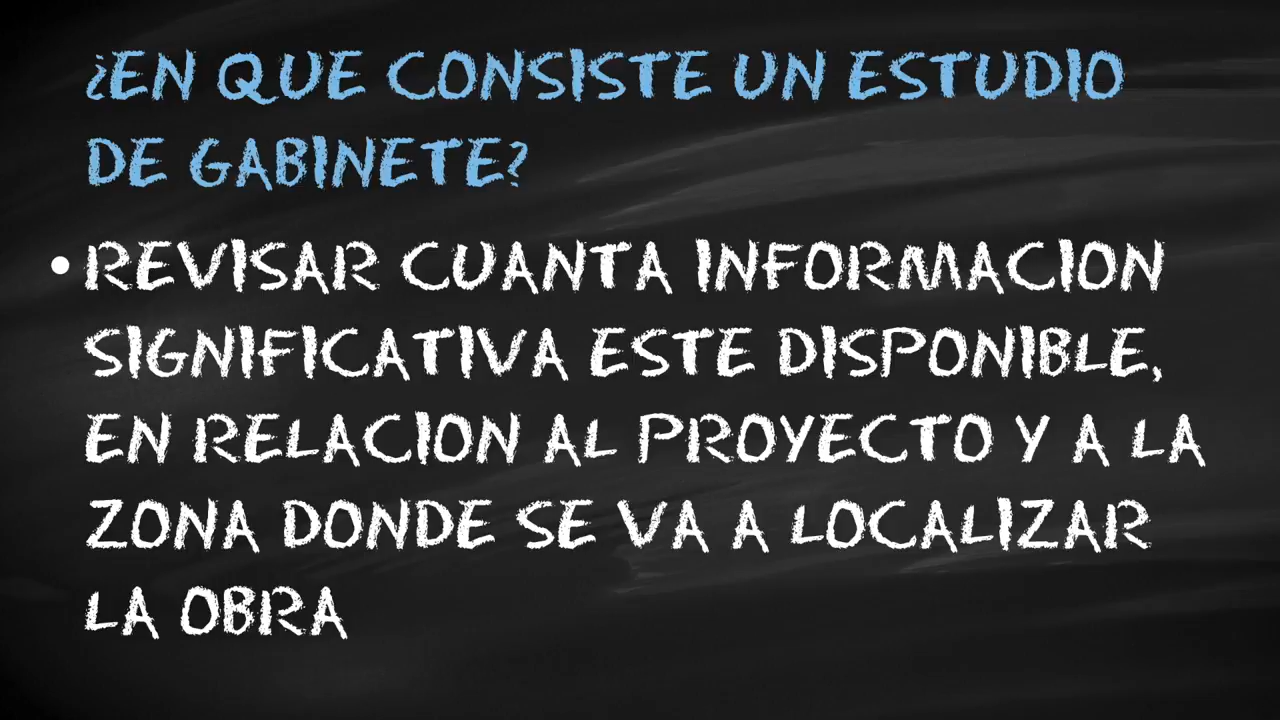 ¿EN QUE CONSISTE UN ESTUDIO
DE GABINETE?
• REVISAR CUANTA INFORMACION
SIGNIFICATIVA ESTE DISPONIBLE,
EN RELACION AL PROYECTO Y A LA
ZONA DONDE SE VA A LOCALIZAR
LA OBRA